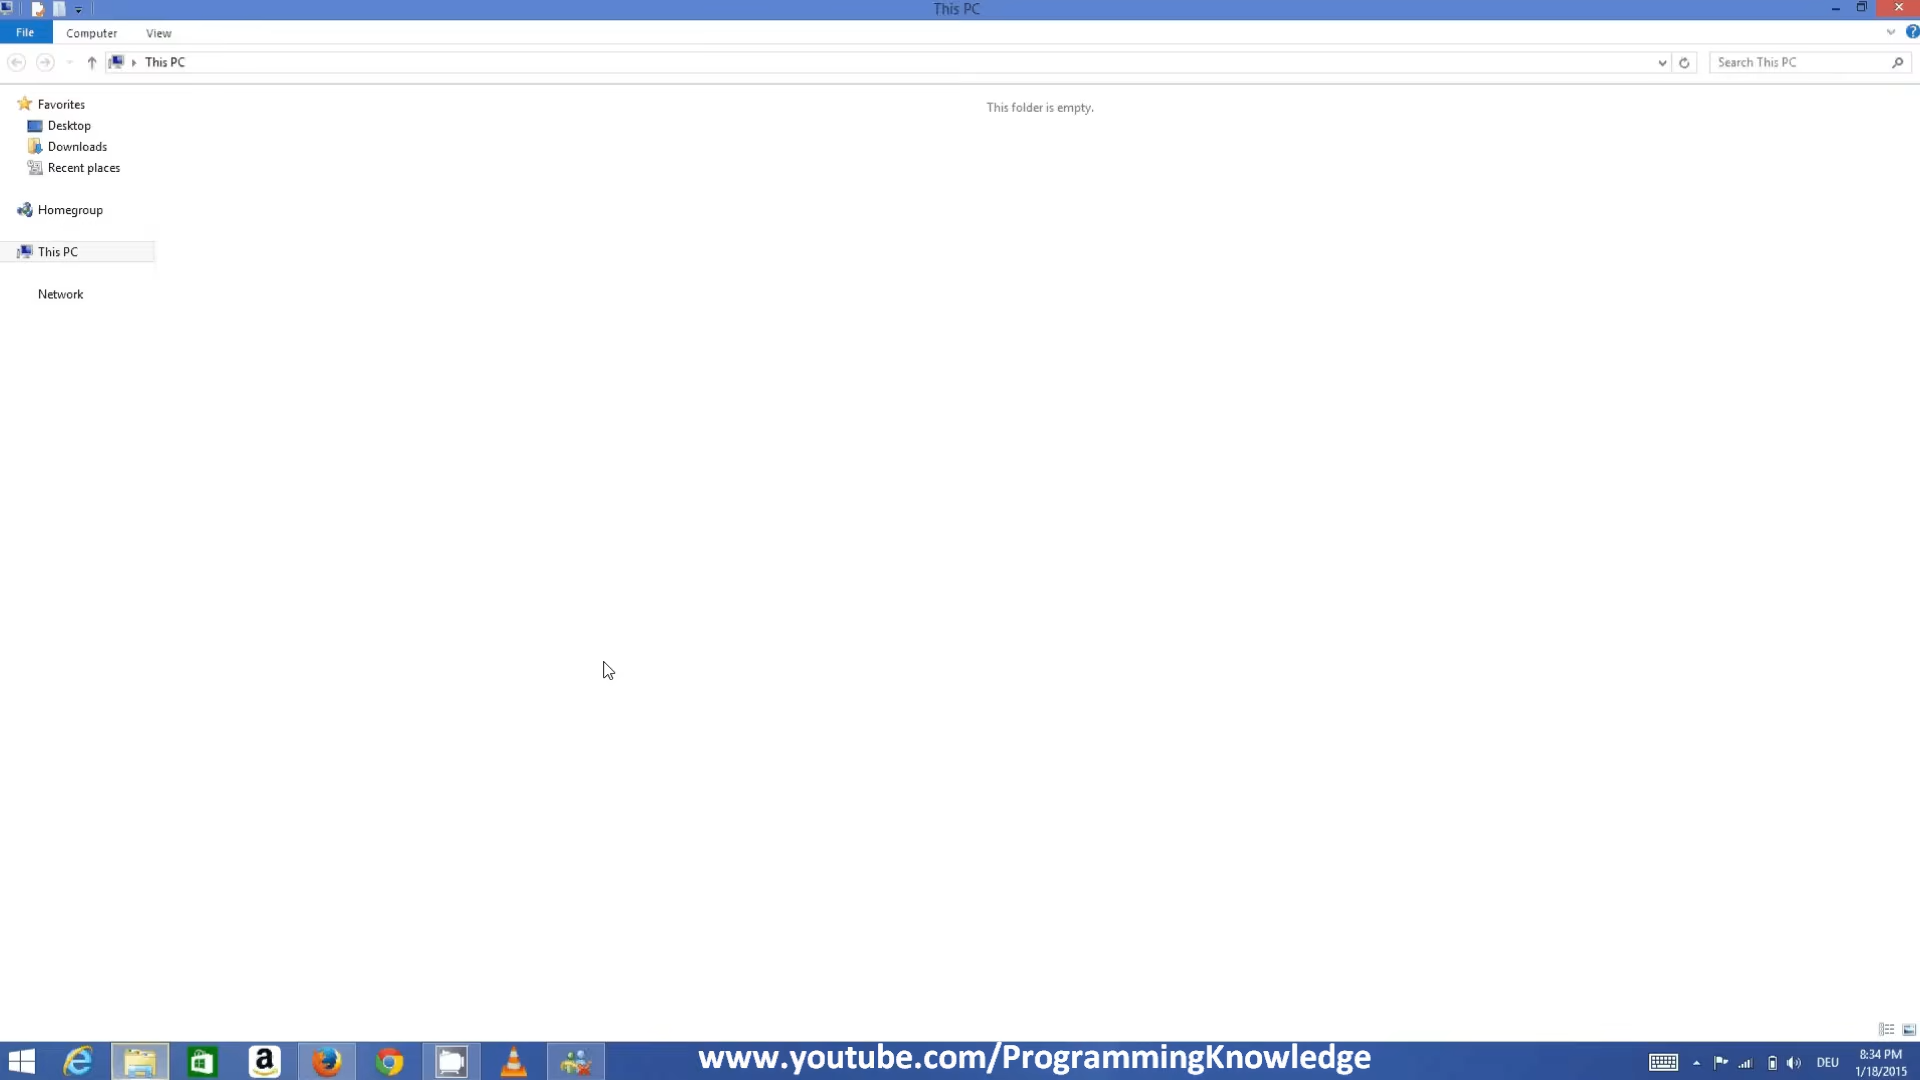 This PC
File Computer View
This PC
Search This PC
Favorites
Desktop
Downloads
Recent places
Homegroup
This PC
Network
This folder is empty.
www.youtube.com/ProgrammingKnowledge
DEU
8:34 PM
1/18/2015